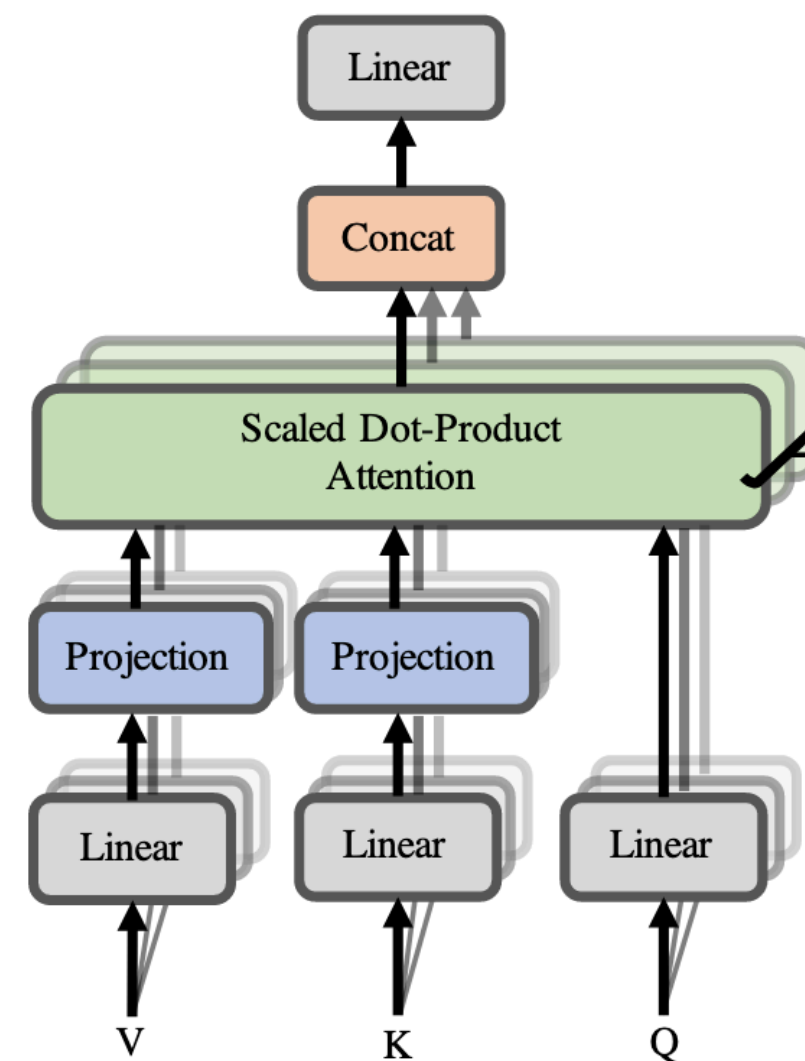 Linear
Concat
Scaled Dot-Product
Attention
Projection Projection
Linear Linear Linear
V K Q